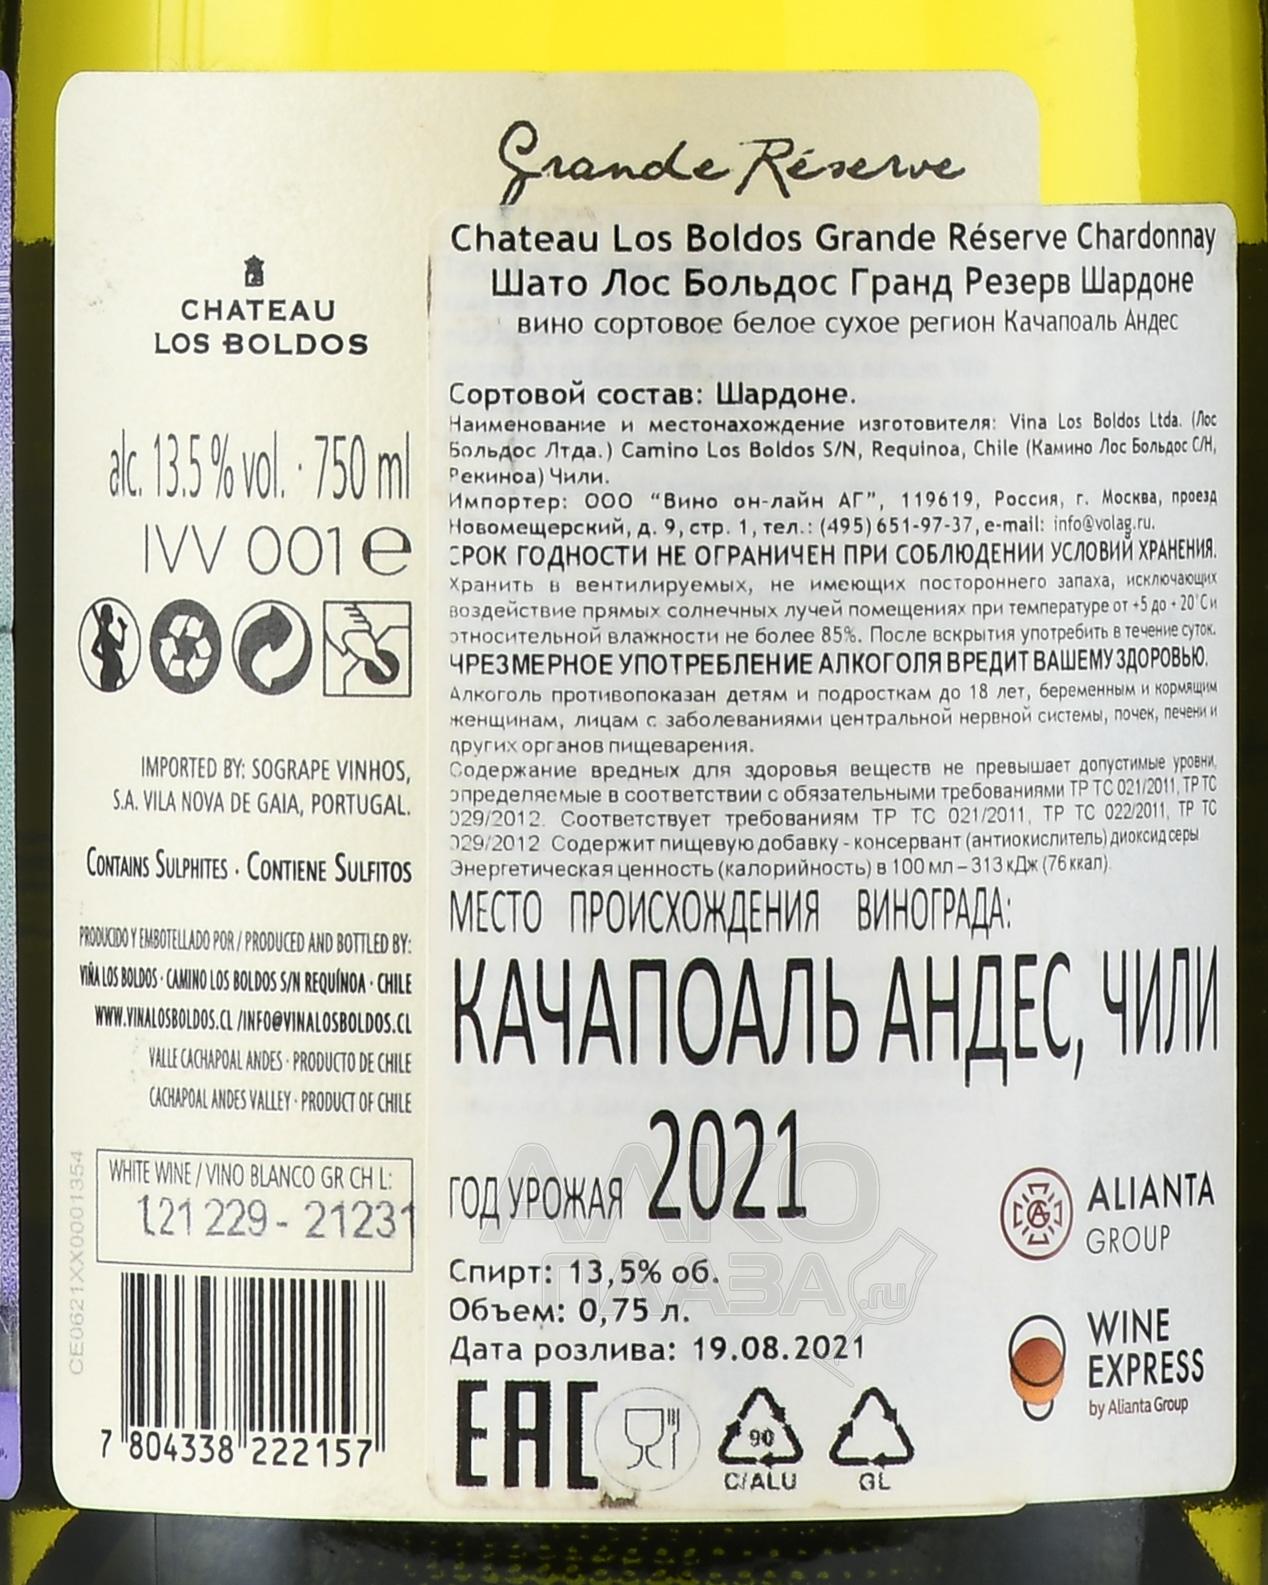 Grande Réserve
CHATEAU
LOS BOLDOS
alc. 13.5 % vol. · 750 ml
IVV 001 e
IMPORTED BY: SOGRAPE VINHOS,
S.A. VILA NOVA DE GAIA, PORTUGAL.
CONTAINS SULPHITES · CONTIENE SULFITOS
PRODUCIDO Y EMBOTELLADO POR / PRODUCED AND BOTTLED BY:
VIÑA LOS BOLDOS · CAMINO LOS BOLDOS S/N REQUÍNOA · CHILE
WWW.VINALOSBOLDOS.CL /INFO@VINALOSBOLDOS.CL
VALLE CACHAPOAL ANDES · PRODUCTO DE CHILE
CACHAPOAL ANDES VALLEY · PRODUCT OF CHILE
WHITE WINE / VINO BLANCO GR CH L:
L21 229 - 21231
CE0621XX0001354
7 804338 222157
Chateau Los Boldos Grande Réserve Chardonnay
Шато Лос Больдос Гранд Резерв Шардоне
вино сортовое белое сухое регион Качапоаль Андес
Сортовой состав: Шардоне.
Наименование и местонахождение изготовителя: Vina Los Boldos Ltda. (Лос
Больдос Лтда.) Camino Los Boldos S/N, Requinoa, Chile (Камино Лос Больдос С/Н,
Рекиноа) Чили.
Импортер: ООО "Вино он-лайн АГ", 119619, Россия, г. Москва, проезд
Новомещерский, д. 9, стр. 1, тел.: (495) 651-97-37, e-mail: info@volag.ru.
СРОК ГОДНОСТИ НЕ ОГРАНИЧЕН ПРИ СОБЛЮДЕНИИ УСЛОВИЙ ХРАНЕНИЯ.
Хранить в вентилируемых, не имеющих постороннего запаха, исключающих
воздействие прямых солнечных лучей помещениях при температуре от +5 до + 20°С и
относительной влажности не более 85%. После вскрытия употребить в течение суток.
ЧРЕЗМЕРНОЕ УПОТРЕБЛЕНИЕ АЛКОГОЛЯ ВРЕДИТ ВАШЕМУ ЗДОРОВЬЮ.
Алкоголь противопоказан детям и подросткам до 18 лет, беременным и кормящим
женщинам, лицам с заболеваниями центральной нервной системы, почек, печени и
других органов пищеварения.
Содержание вредных для здоровья веществ не превышает допустимые уровни,
определяемые в соответствии с обязательными требованиями ТР ТС 021/2011, ТР ТС
029/2012. Соответствует требованиям ТР ТС 021/2011, ТР ТС 022/2011, ТР ТС
029/2012 Содержит пищевую добавку - консервант (антиокислитель) диоксид серы
Энергетическая ценность (калорийность) в 100 мл – 313 кДж (76 ккал).
МЕСТО ПРОИСХОЖДЕНИЯ ВИНОГРАДА:
КАЧАПОАЛЬ АНДЕС, ЧИЛИ
ГОД УРОЖАЯ 2021
Спирт: 13,5% об.
Объем: 0,75 л.
Дата розлива: 19.08.2021
EAC
90
C/ALU
GL
ALIANTA
GROUP
WINE
EXPRESS
by Alianta Group
АЛКО
ПЛАЗА
.ru